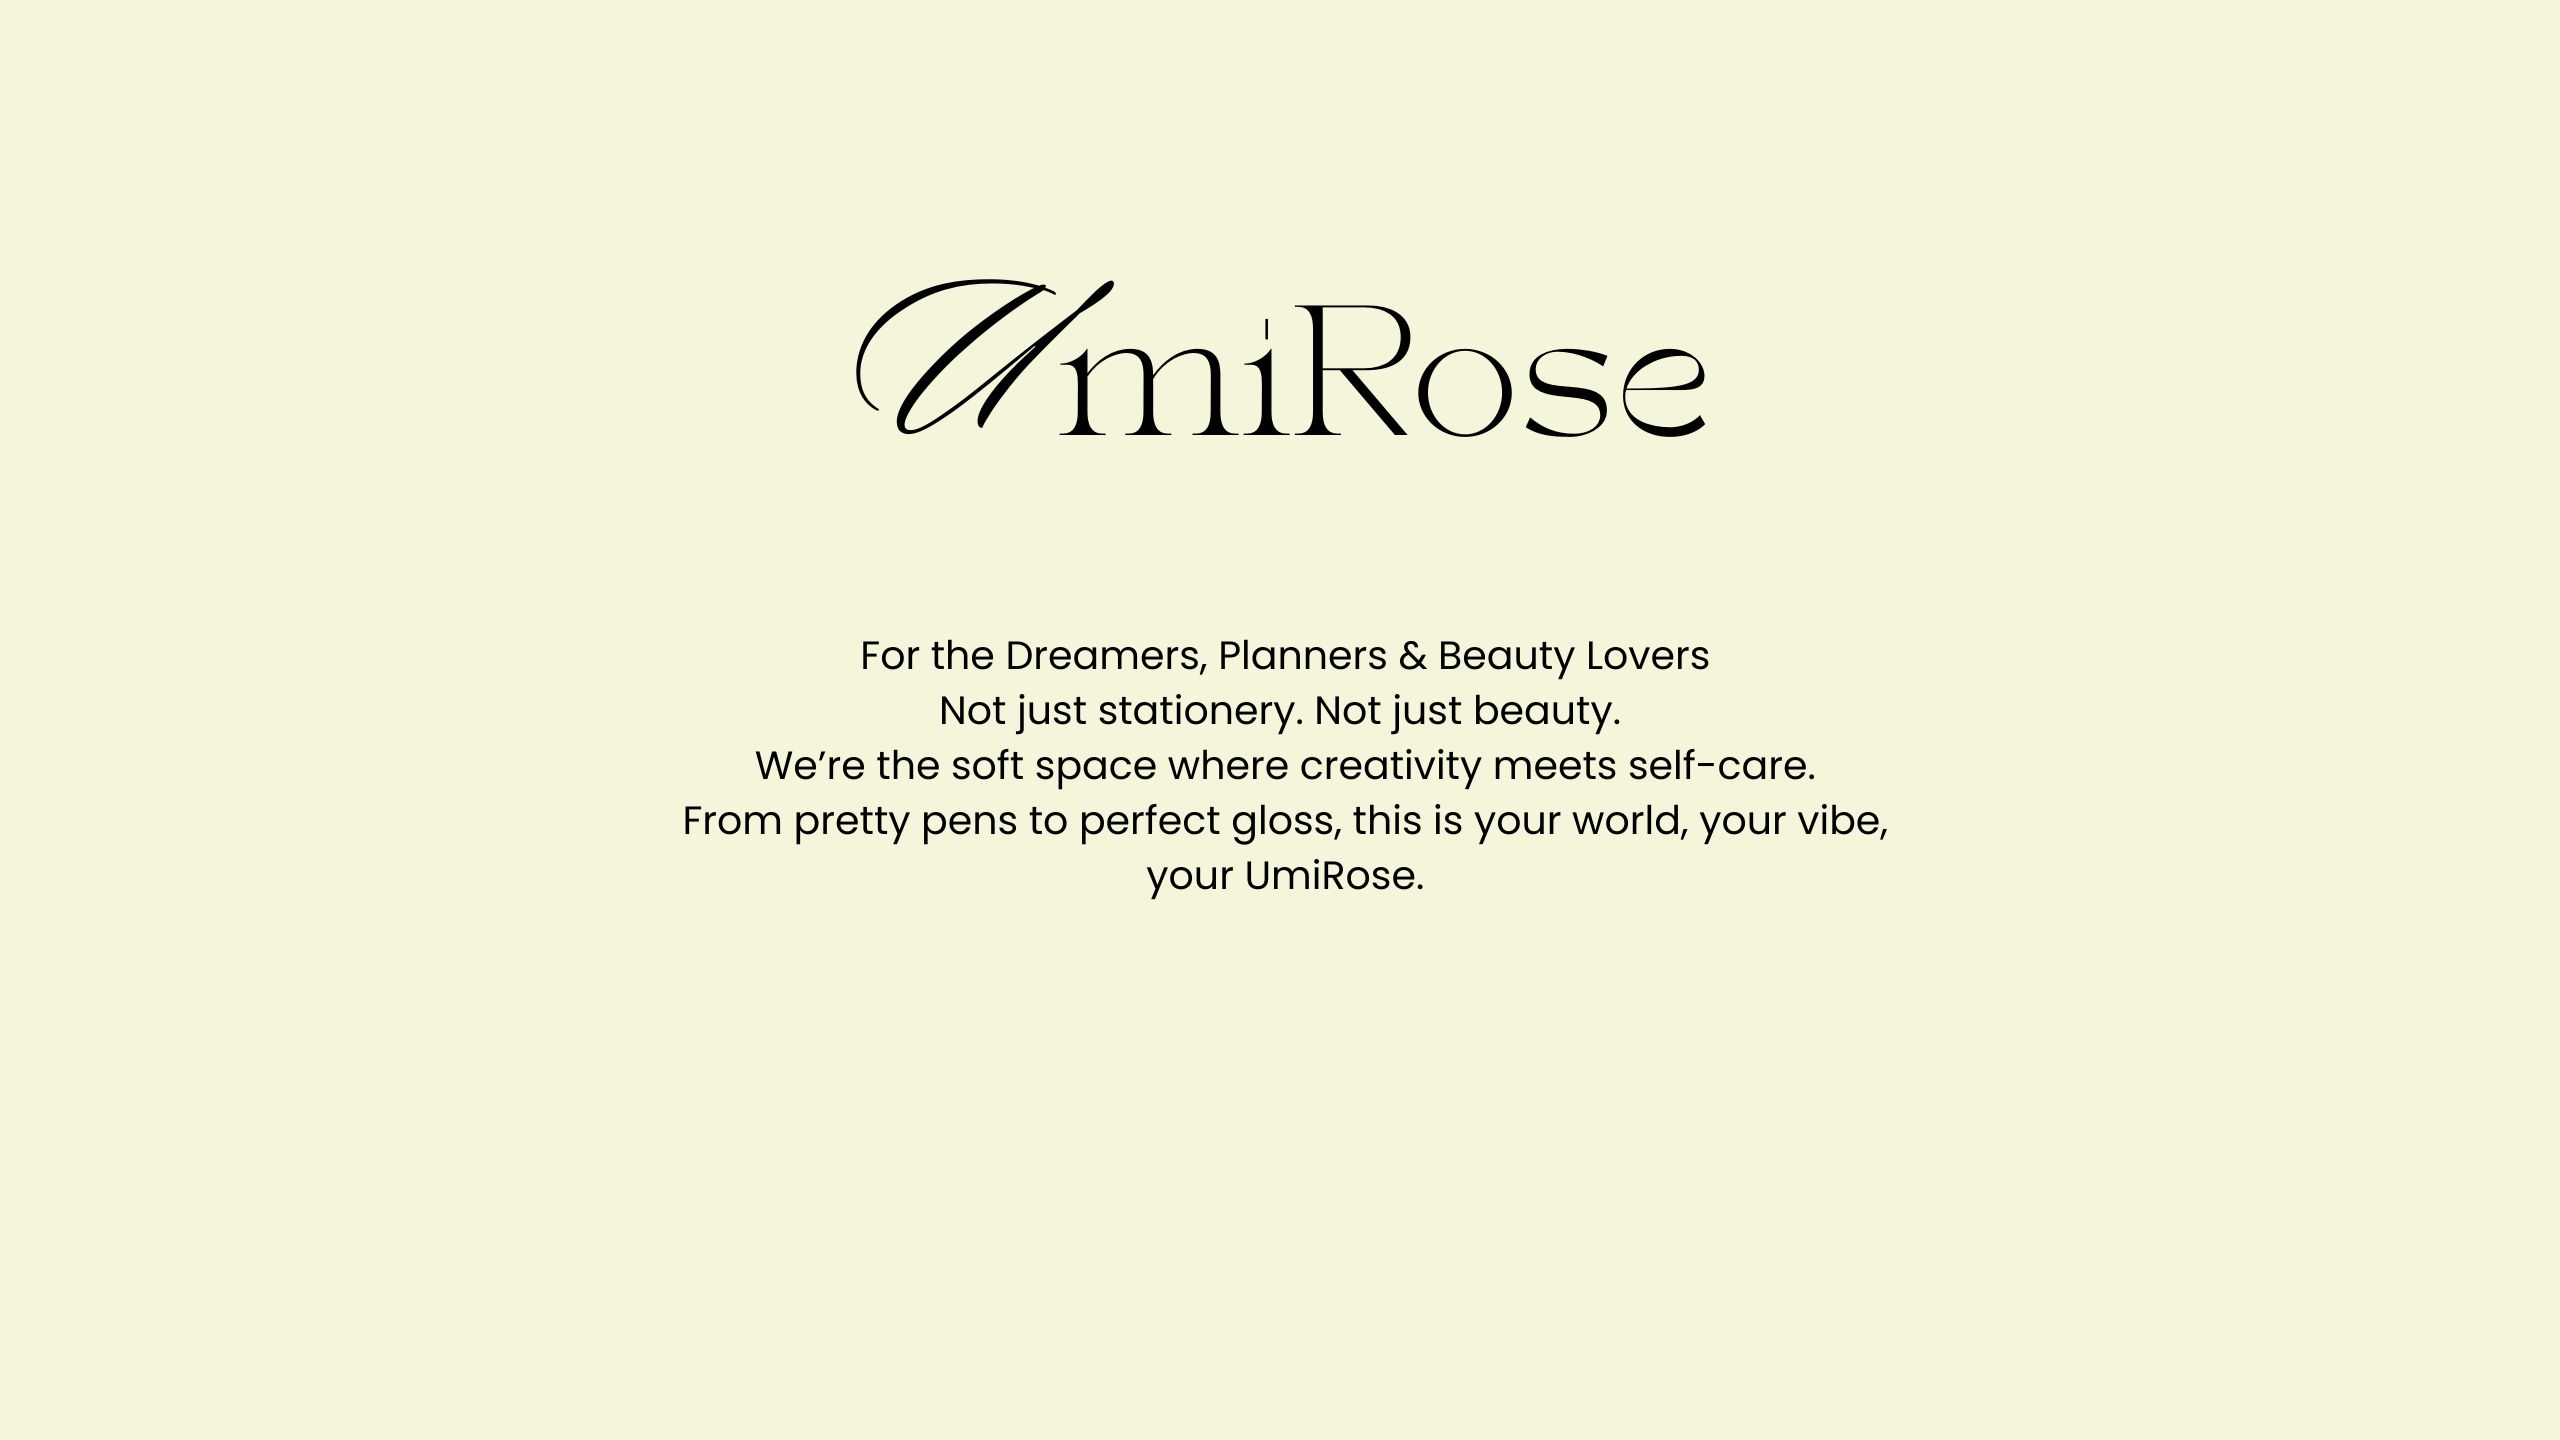 UmiRose
For the Dreamers, Planners & Beauty Lovers
Not just stationery. Not just beauty.
We’re the soft space where creativity meets self-care.
From pretty pens to perfect gloss, this is your world, your vibe,
your UmiRose.